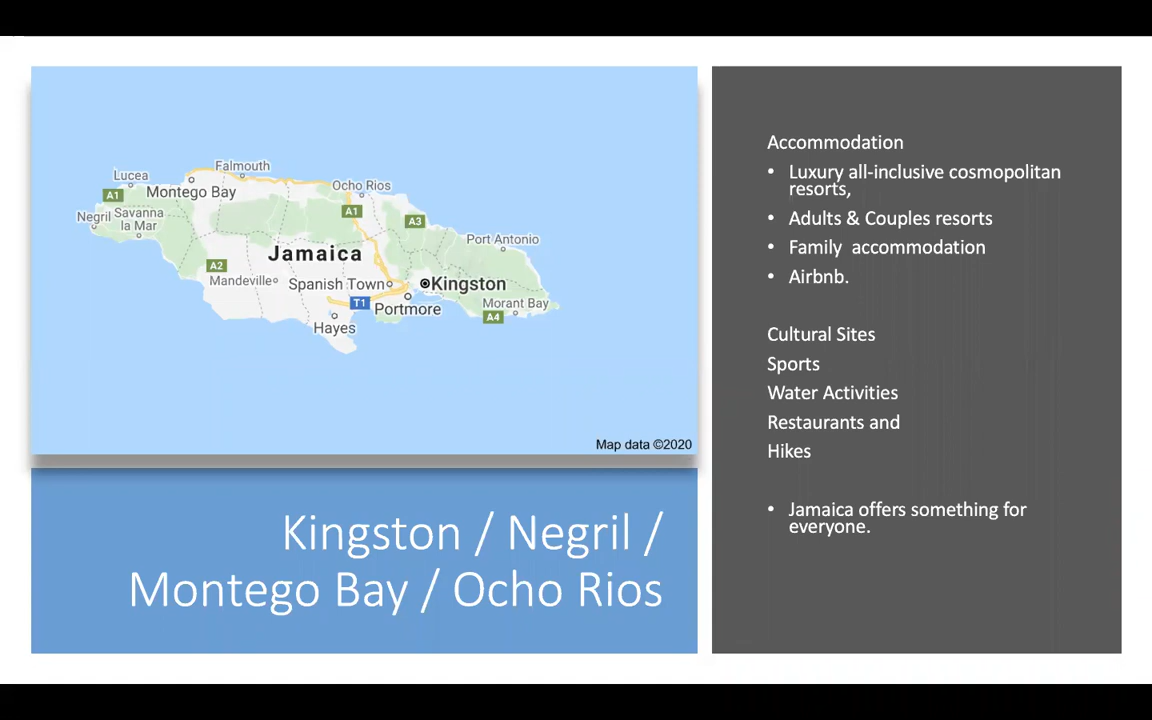 Lucea
Falmouth
A1
Montego Bay
Ocho Rios
A1
A3
Negril
Savanna
la Mar
Port Antonio
Jamaica
A2
Mandeville
Spanish Town
Kingston
T1
Portmore
Morant Bay
A4
Hayes
Map data ©2020
Kingston / Negril /
Montego Bay / Ocho Rios
Accommodation
• Luxury all-inclusive cosmopolitan
resorts,
• Adults & Couples resorts
• Family accommodation
• Airbnb.
Cultural Sites
Sports
Water Activities
Restaurants and
Hikes
• Jamaica offers something for
everyone.